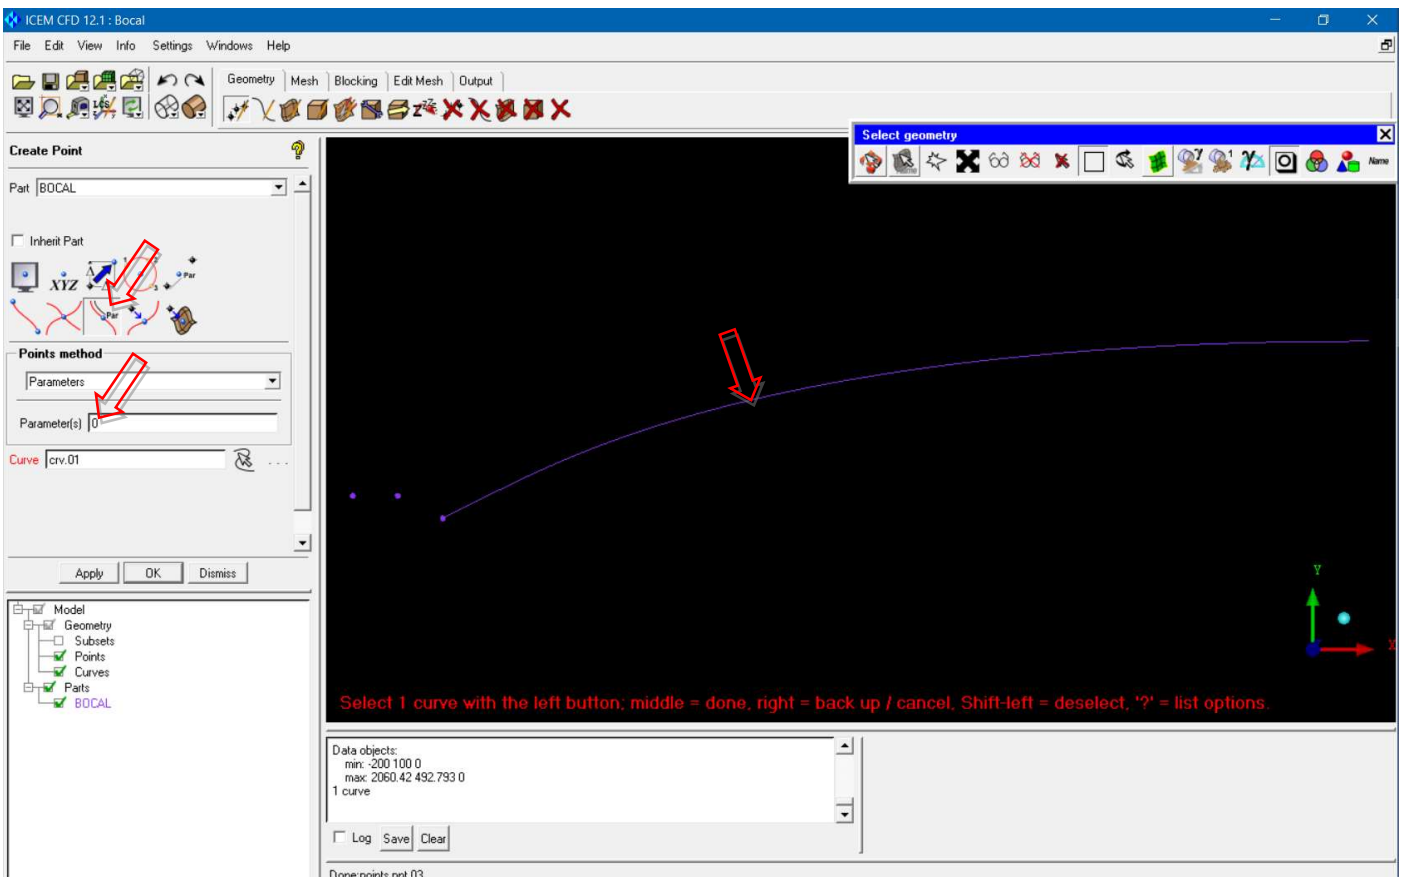 ICEM CFD 12.1 : Bocal
File Edit View Info Settings Windows Help
Geometry Mesh Blocking Edit Mesh Output
Select geometry
Create Point
Part BOCAL
Inherit Part
XYZ
Par
Par
Name
Points method
Parameters
Parameter(s) 0
Curve crv.01
...
Apply OK Dismiss
Model
Geometry
Subsets
Points
Curves
Parts
BOCAL
Y
X
Select 1 curve with the left button; middle = done, right = back up / cancel, Shift-left = deselect, '?' = list options.
Data objects:
min: -200 100 0
max: 2060.42 492.793 0
1 curve
Log Save Clear
Done:points pnt.03